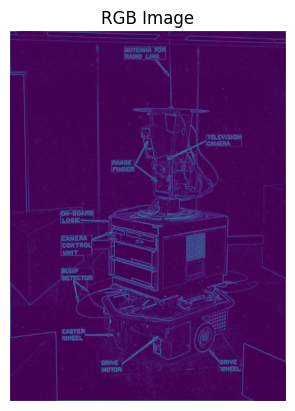 RGB Image
ANTENNA FOR
RADIO LINK
TELEVISION
CAMERA
RANGE
FINDER
ON-BOARD
LOGIC
CAMERA
CONTROL
UNIT
BUMP
DETECTOR
CASTER
WHEEL
DRIVE
MOTOR
DRIVE
WHEEL